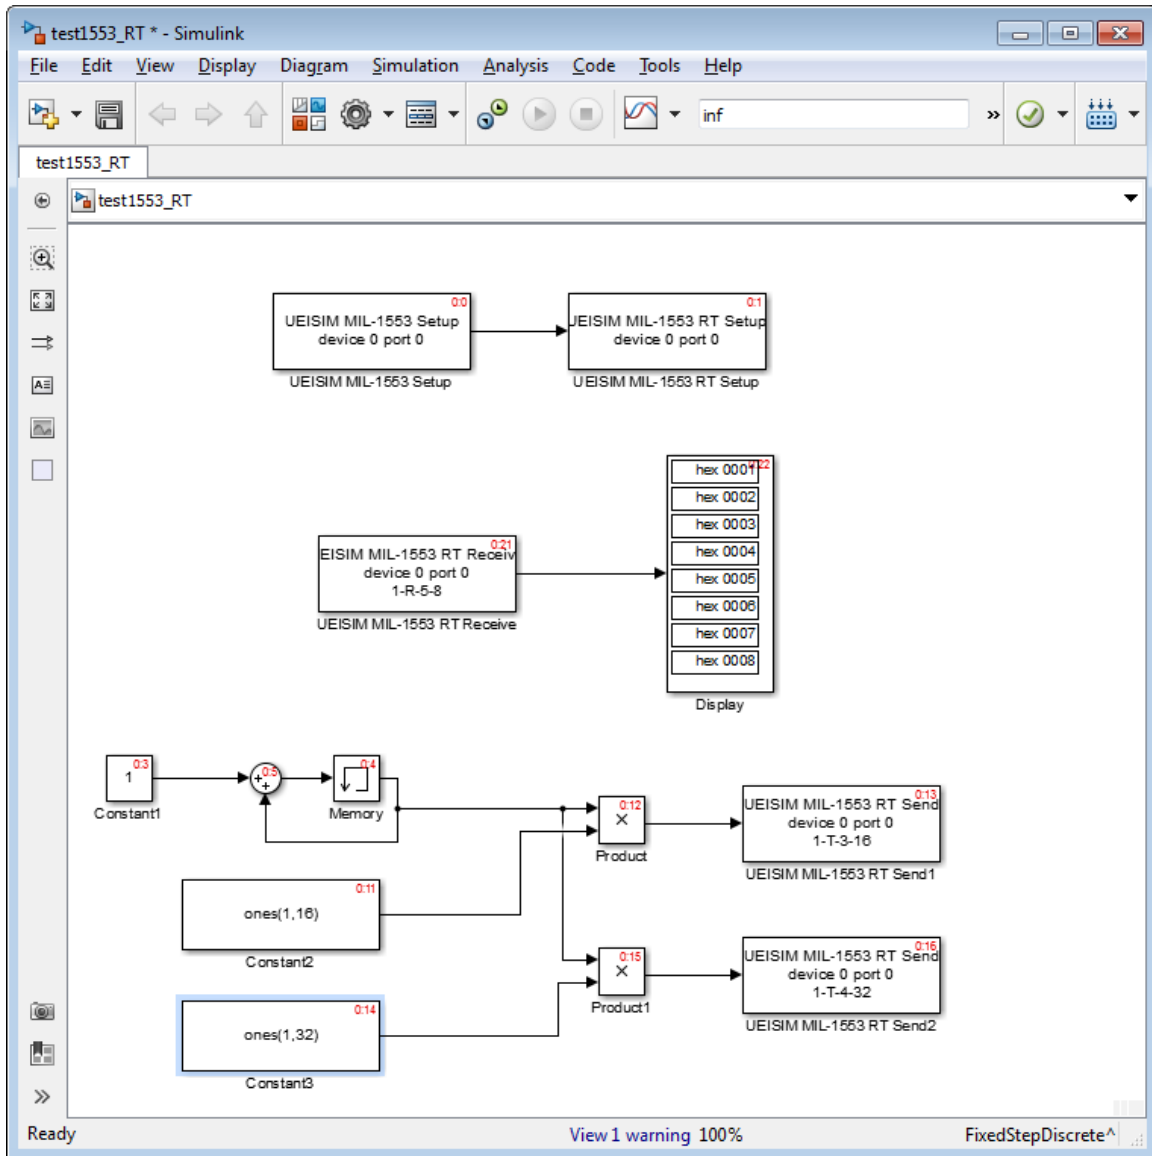 test1553_RT * - Simulink
File Edit View Display Diagram Simulation Analysis Code Tools Help
inf
test1553_RT
test1553_RT
0:0
UEISIM MIL-1553 Setup
device 0 port 0
UEISIM MIL-1553 Setup
0:1
UEISIM MIL-1553 RT Setup
device 0 port 0
UEISIM MIL-1553 RT Setup
0:22
hex 0001
hex 0002
hex 0003
hex 0004
hex 0005
hex 0006
hex 0007
hex 0008
Display
0:21
EISIM MIL-1553 RT Receiv
device 0 port 0
1-R-5-8
UEISIM MIL-1553 RT Receive
0:3
1
Constant1
0:5
++
0:4
Memory
0:12
×
Product
0:13
UEISIM MIL-1553 RT Send
device 0 port 0
1-T-3-16
UEISIM MIL-1553 RT Send1
0:11
ones(1,16)
Constant2
0:15
×
Product1
0:16
UEISIM MIL-1553 RT Send
device 0 port 0
1-T-4-32
UEISIM MIL-1553 RT Send2
0:14
ones(1,32)
Constant3
Ready View 1 warning 100% FixedStepDiscrete^